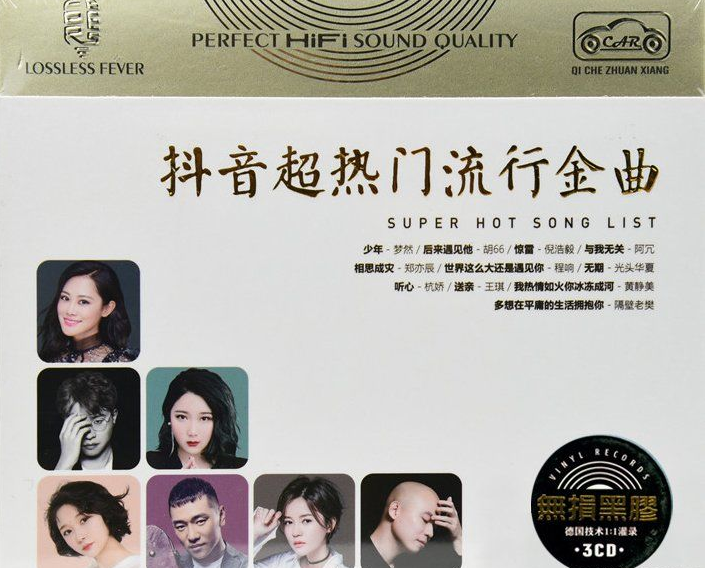 LOSSLESS FEVER
PERFECT HiFi SOUND QUALITY
CAR
QI CHE ZHUAN XIANG
抖音超热门流行金曲
SUPER HOT SONG LIST
少年 - 梦然 / 后来遇见他 - 胡66 / 惊雷 - 倪浩毅 / 与我无关 - 阿冗
相思成灾 - 郑亦辰 / 世界这么大还是遇见你 - 程响 / 无期 - 光头华夏
听心 - 杭娇 / 送亲 - 王琪 / 我热情如火你冰冻成河 - 黄静美
多想在平庸的生活拥抱你 - 隔壁老樊
VINYL RECORDS
無損黑膠
德国技术1:1灌录
·3CD·